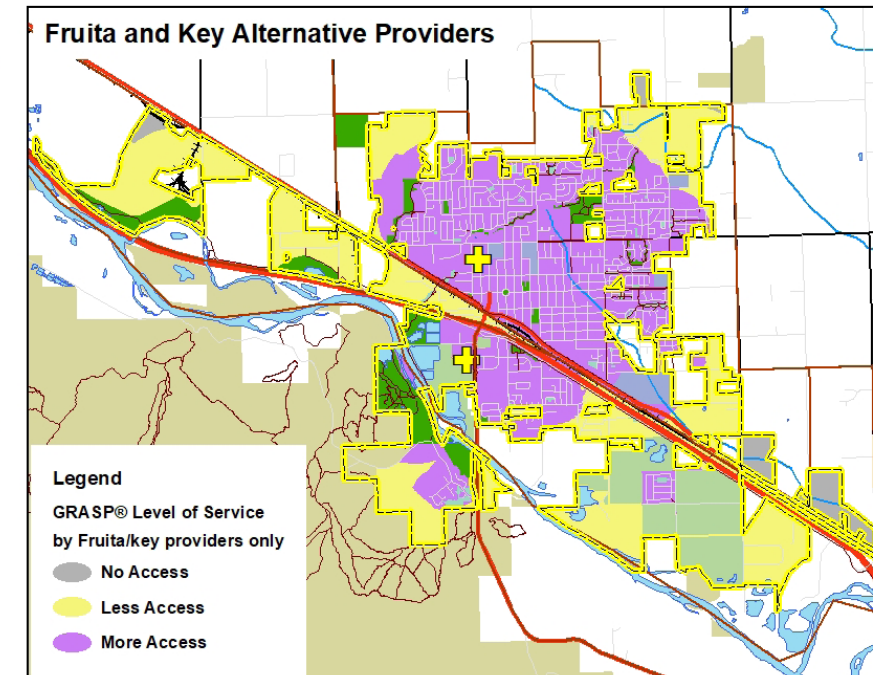 Fruita and Key Alternative Providers
Legend
GRASP® Level of Service
by Fruita/key providers only
No Access
Less Access
More Access